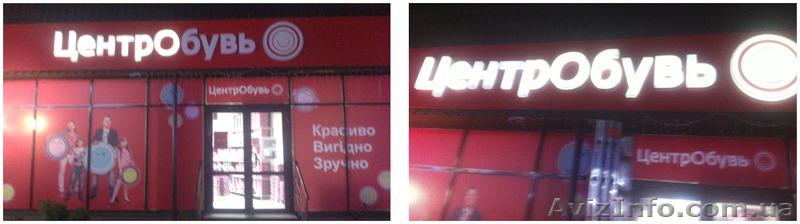 ЦентрОбувь
ЦентрОбувь
Красиво
Вигідно
Зручно
ЦентрОбувь
ЦентрОбувь
AvizInfo.com.ua